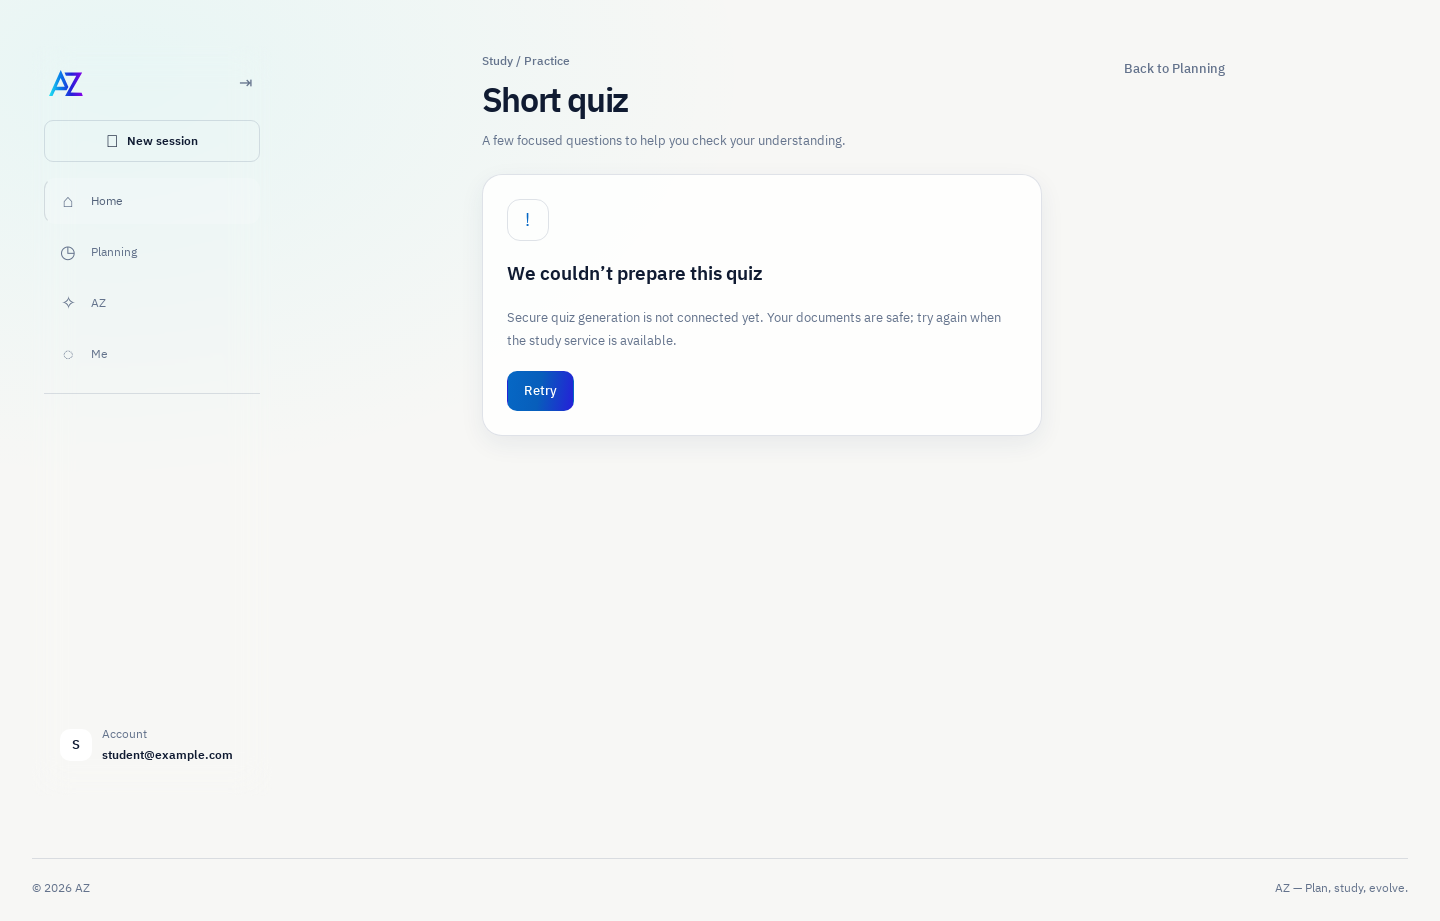 AZ
New session
Home
Planning
AZ
Me
S
Account
student@example.com
Study / Practice
Short quiz
A few focused questions to help you check your understanding.
Back to Planning
!
We couldn’t prepare this quiz
Secure quiz generation is not connected yet. Your documents are safe; try again when
the study service is available.
Retry
© 2026 AZ
AZ — Plan, study, evolve.